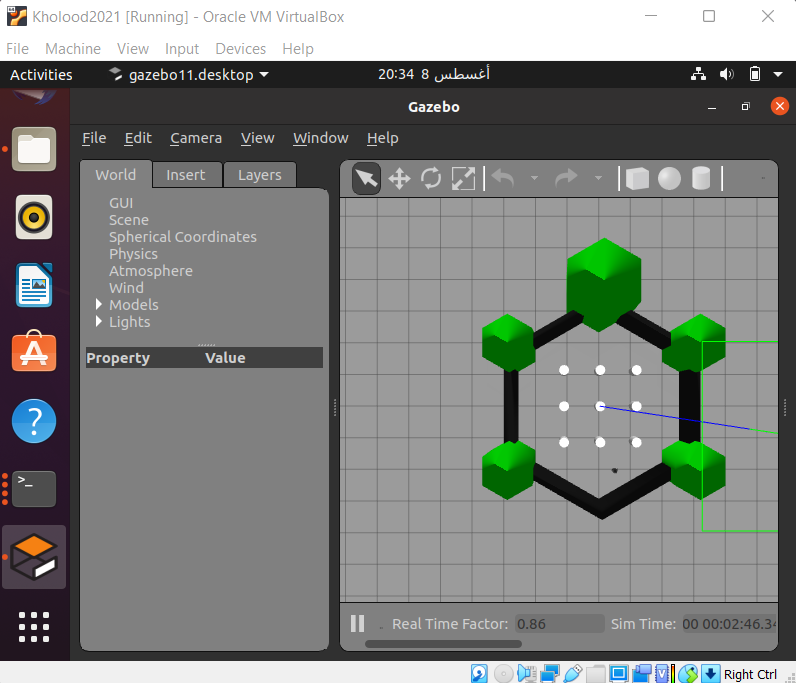 Kholood2021 [Running] - Oracle VM VirtualBox
File Machine View Input Devices Help
Activities gazebo11.desktop 20:34 8 أغسطس
Gazebo
File Edit Camera View Window Help
World Insert Layers
GUI
Scene
Spherical Coordinates
Physics
Atmosphere
Wind
Models
Lights
Property Value
Real Time Factor: 0.86 Sim Time: 00 00:02:46.34
Right Ctrl